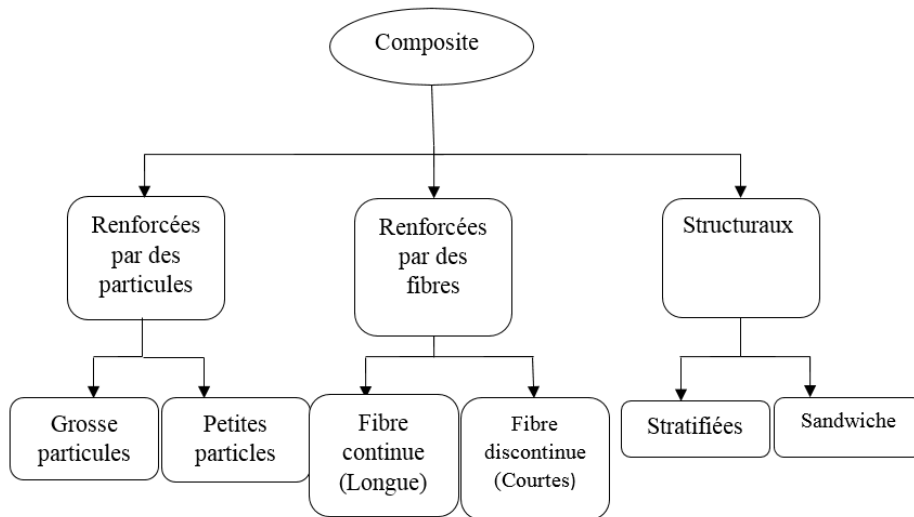 Composite
Renforcées
par des
particules
Renforcées
par des
fibres
Structuraux
Grosse
particules
Petites
particles
Fibre
continue
(Longue)
Fibre
discontinue
(Courtes)
Stratifiées
Sandwiche